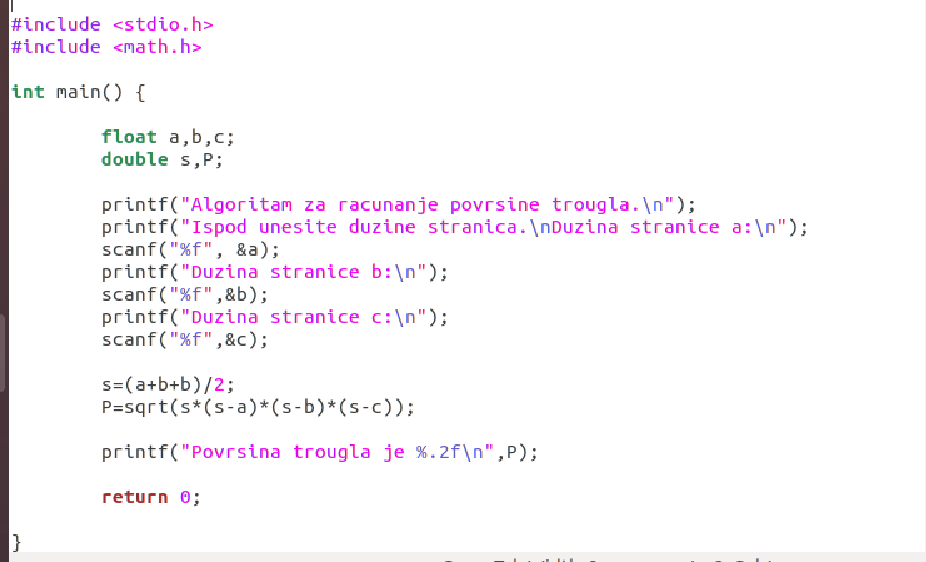 #include <stdio.h>
#include <math.h>
int main() {
float a,b,c;
double s,P;
printf("Algoritam za racunanje povrsine trougla.\n");
printf("Ispod unesite duzine stranica.\nDuzina stranice a:\n");
scanf("%f", &a);
printf("Duzina stranice b:\n");
scanf("%f",&b);
printf("Duzina stranice c:\n");
scanf("%f",&c);
s=(a+b+b)/2;
P=sqrt(s*(s-a)*(s-b)*(s-c));
printf("Povrsina trougla je %.2f\n",P);
return 0;
}